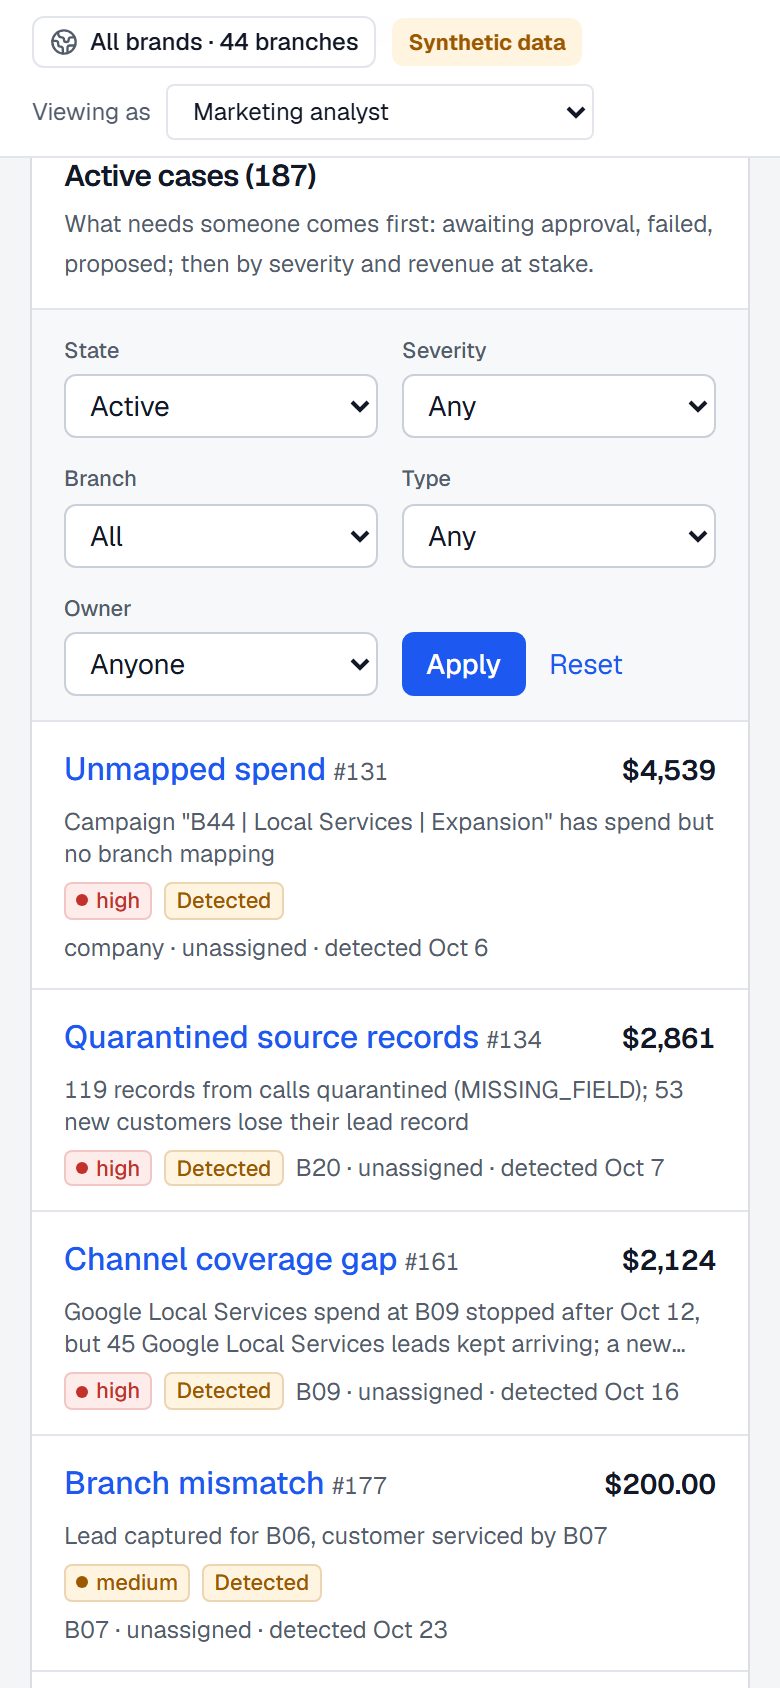 All brands · 44 branches
Synthetic data
Viewing as
Marketing analyst
Active cases (187)
What needs someone comes first: awaiting approval, failed,
proposed; then by severity and revenue at stake.
State
Severity
Active
Any
Branch
Type
All
Any
Owner
Anyone
Apply
Reset
Unmapped spend #131
$4,539
Campaign "B44 | Local Services | Expansion" has spend but
no branch mapping
high
Detected
company · unassigned · detected Oct 6
Quarantined source records #134
$2,861
119 records from calls quarantined (MISSING_FIELD); 53
new customers lose their lead record
high
Detected
B20 · unassigned · detected Oct 7
Channel coverage gap #161
$2,124
Google Local Services spend at B09 stopped after Oct 12,
but 45 Google Local Services leads kept arriving; a new...
high
Detected
B09 · unassigned · detected Oct 16
Branch mismatch #177
$200.00
Lead captured for B06, customer serviced by B07
medium
Detected
B07 · unassigned · detected Oct 23